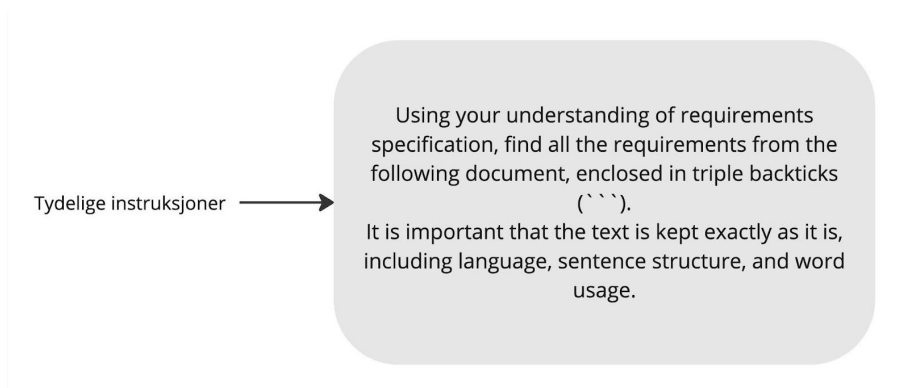 Using your understanding of requirements
specification, find all the requirements from the
following document, enclosed in triple backticks
(```).
Tydelige instruksjoner
It is important that the text is kept exactly as it is,
including language, sentence structure, and word
usage.